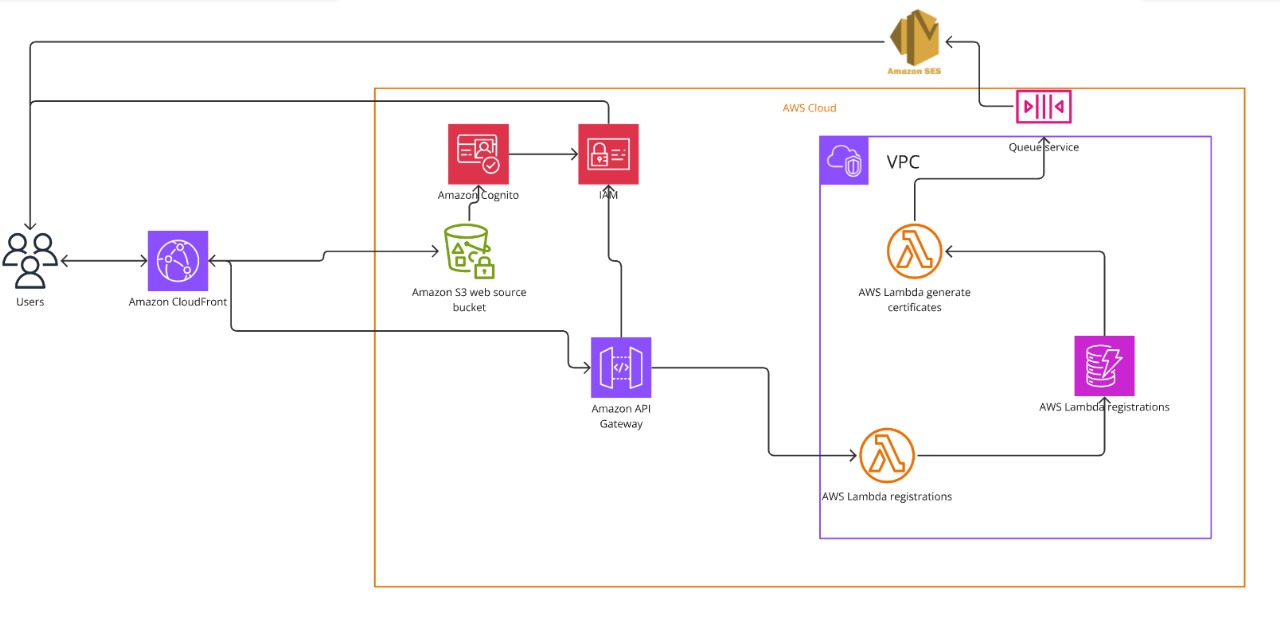 Amazon SES
AWS Cloud
Queue service
VPC
Amazon Cognito
IAM
Users
Amazon CloudFront
Amazon S3 web source
bucket
AWS Lambda generate
certificates
Amazon API
Gateway
AWS Lambda registrations
AWS Lambda registrations